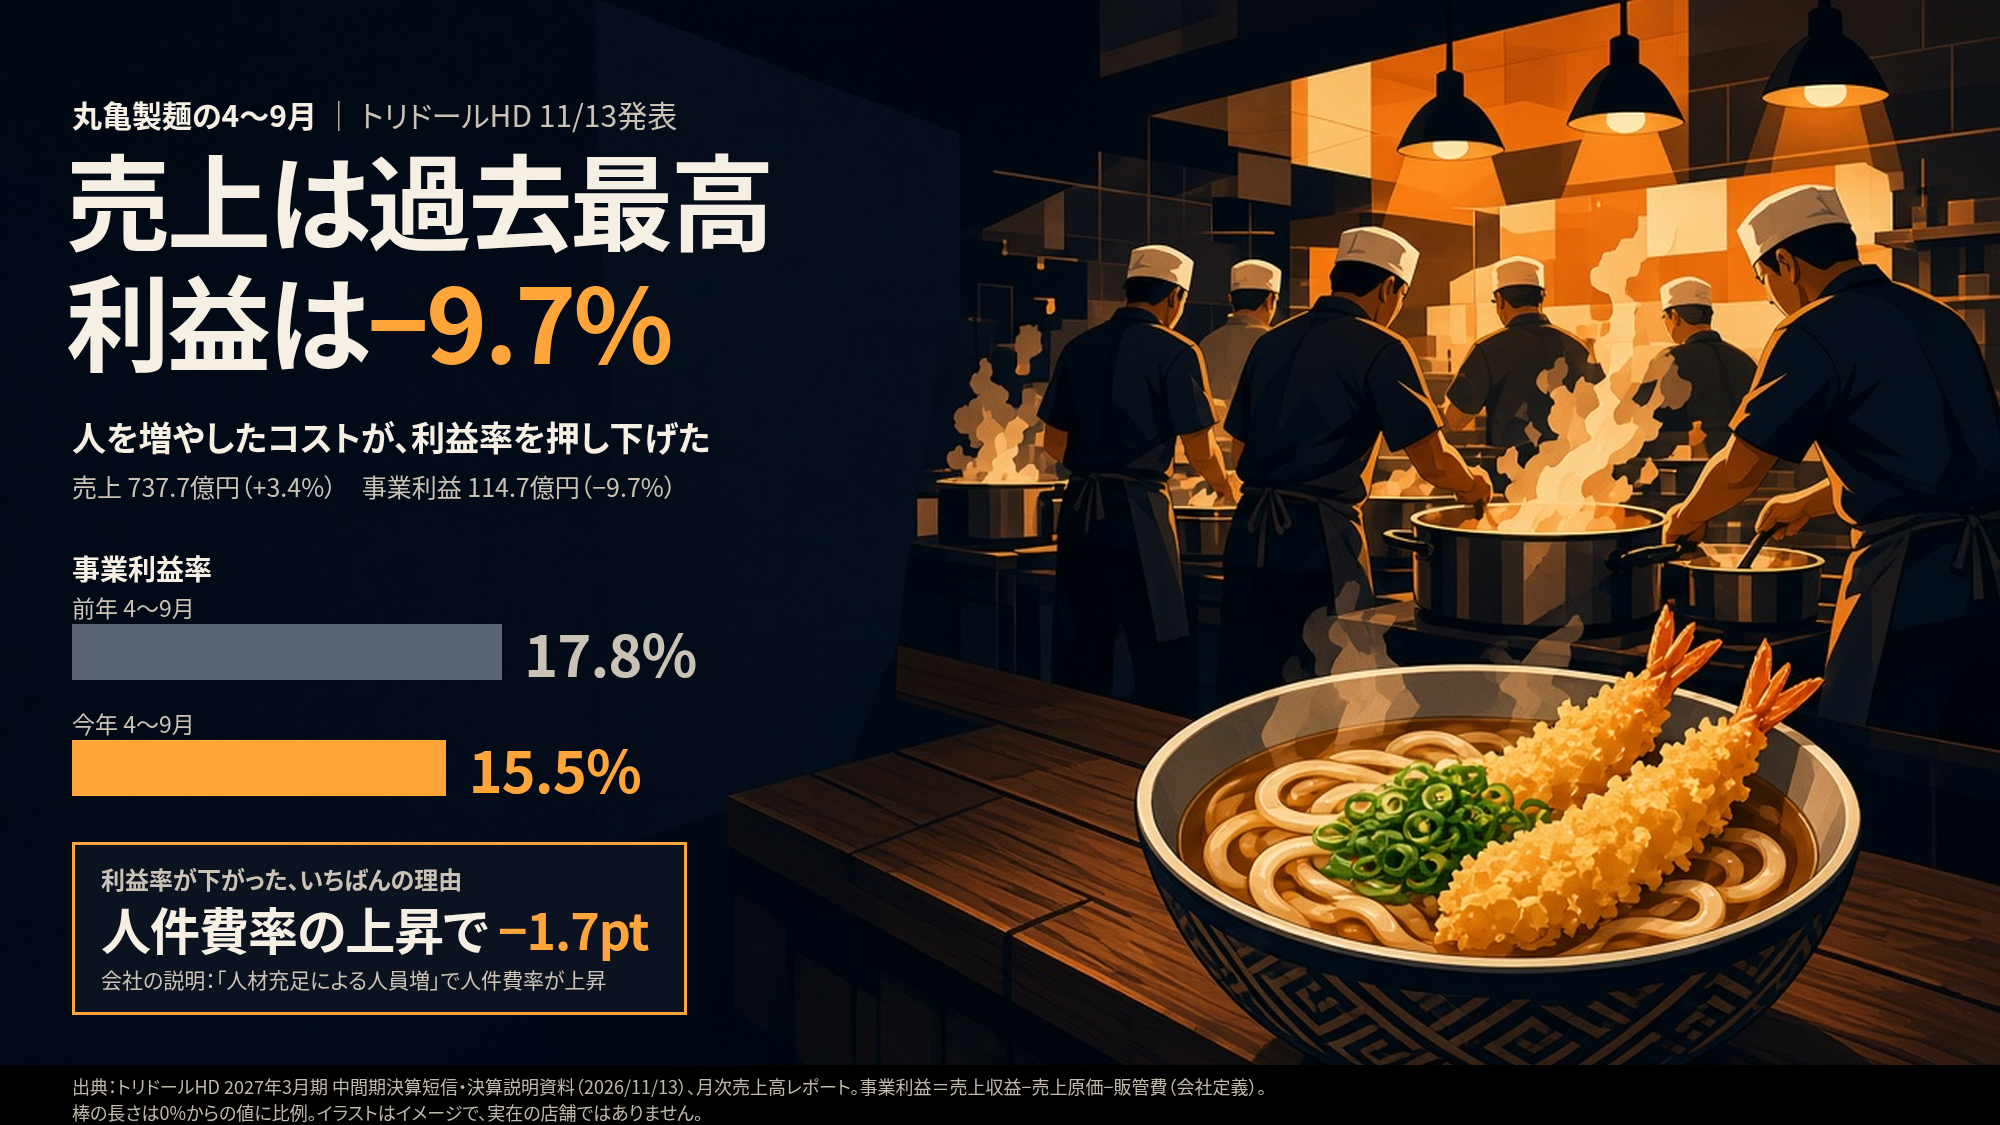 丸亀製麺の4〜9月｜トリドールHD 11/13発表
売上は過去最高
利益は−9.7%
人を増やしたコストが、利益率を押し下げた
売上 737.7億円（+3.4%）　事業利益 114.7億円（−9.7%）
事業利益率
前年 4〜9月
17.8%
今年 4〜9月
15.5%
利益率が下がった、いちばんの理由
人件費率の上昇で −1.7pt
会社の説明：「人材充足による人員増」で人件費率が上昇
出典：トリドールHD 2027年3月期 中間期決算短信・決算説明資料（2026/11/13）、月次売上高レポート。事業利益＝売上収益−売上原価−販管費（会社定義）。
棒の長さは0%からの値に比例。イラストはイメージで、実在の店舗ではありません。